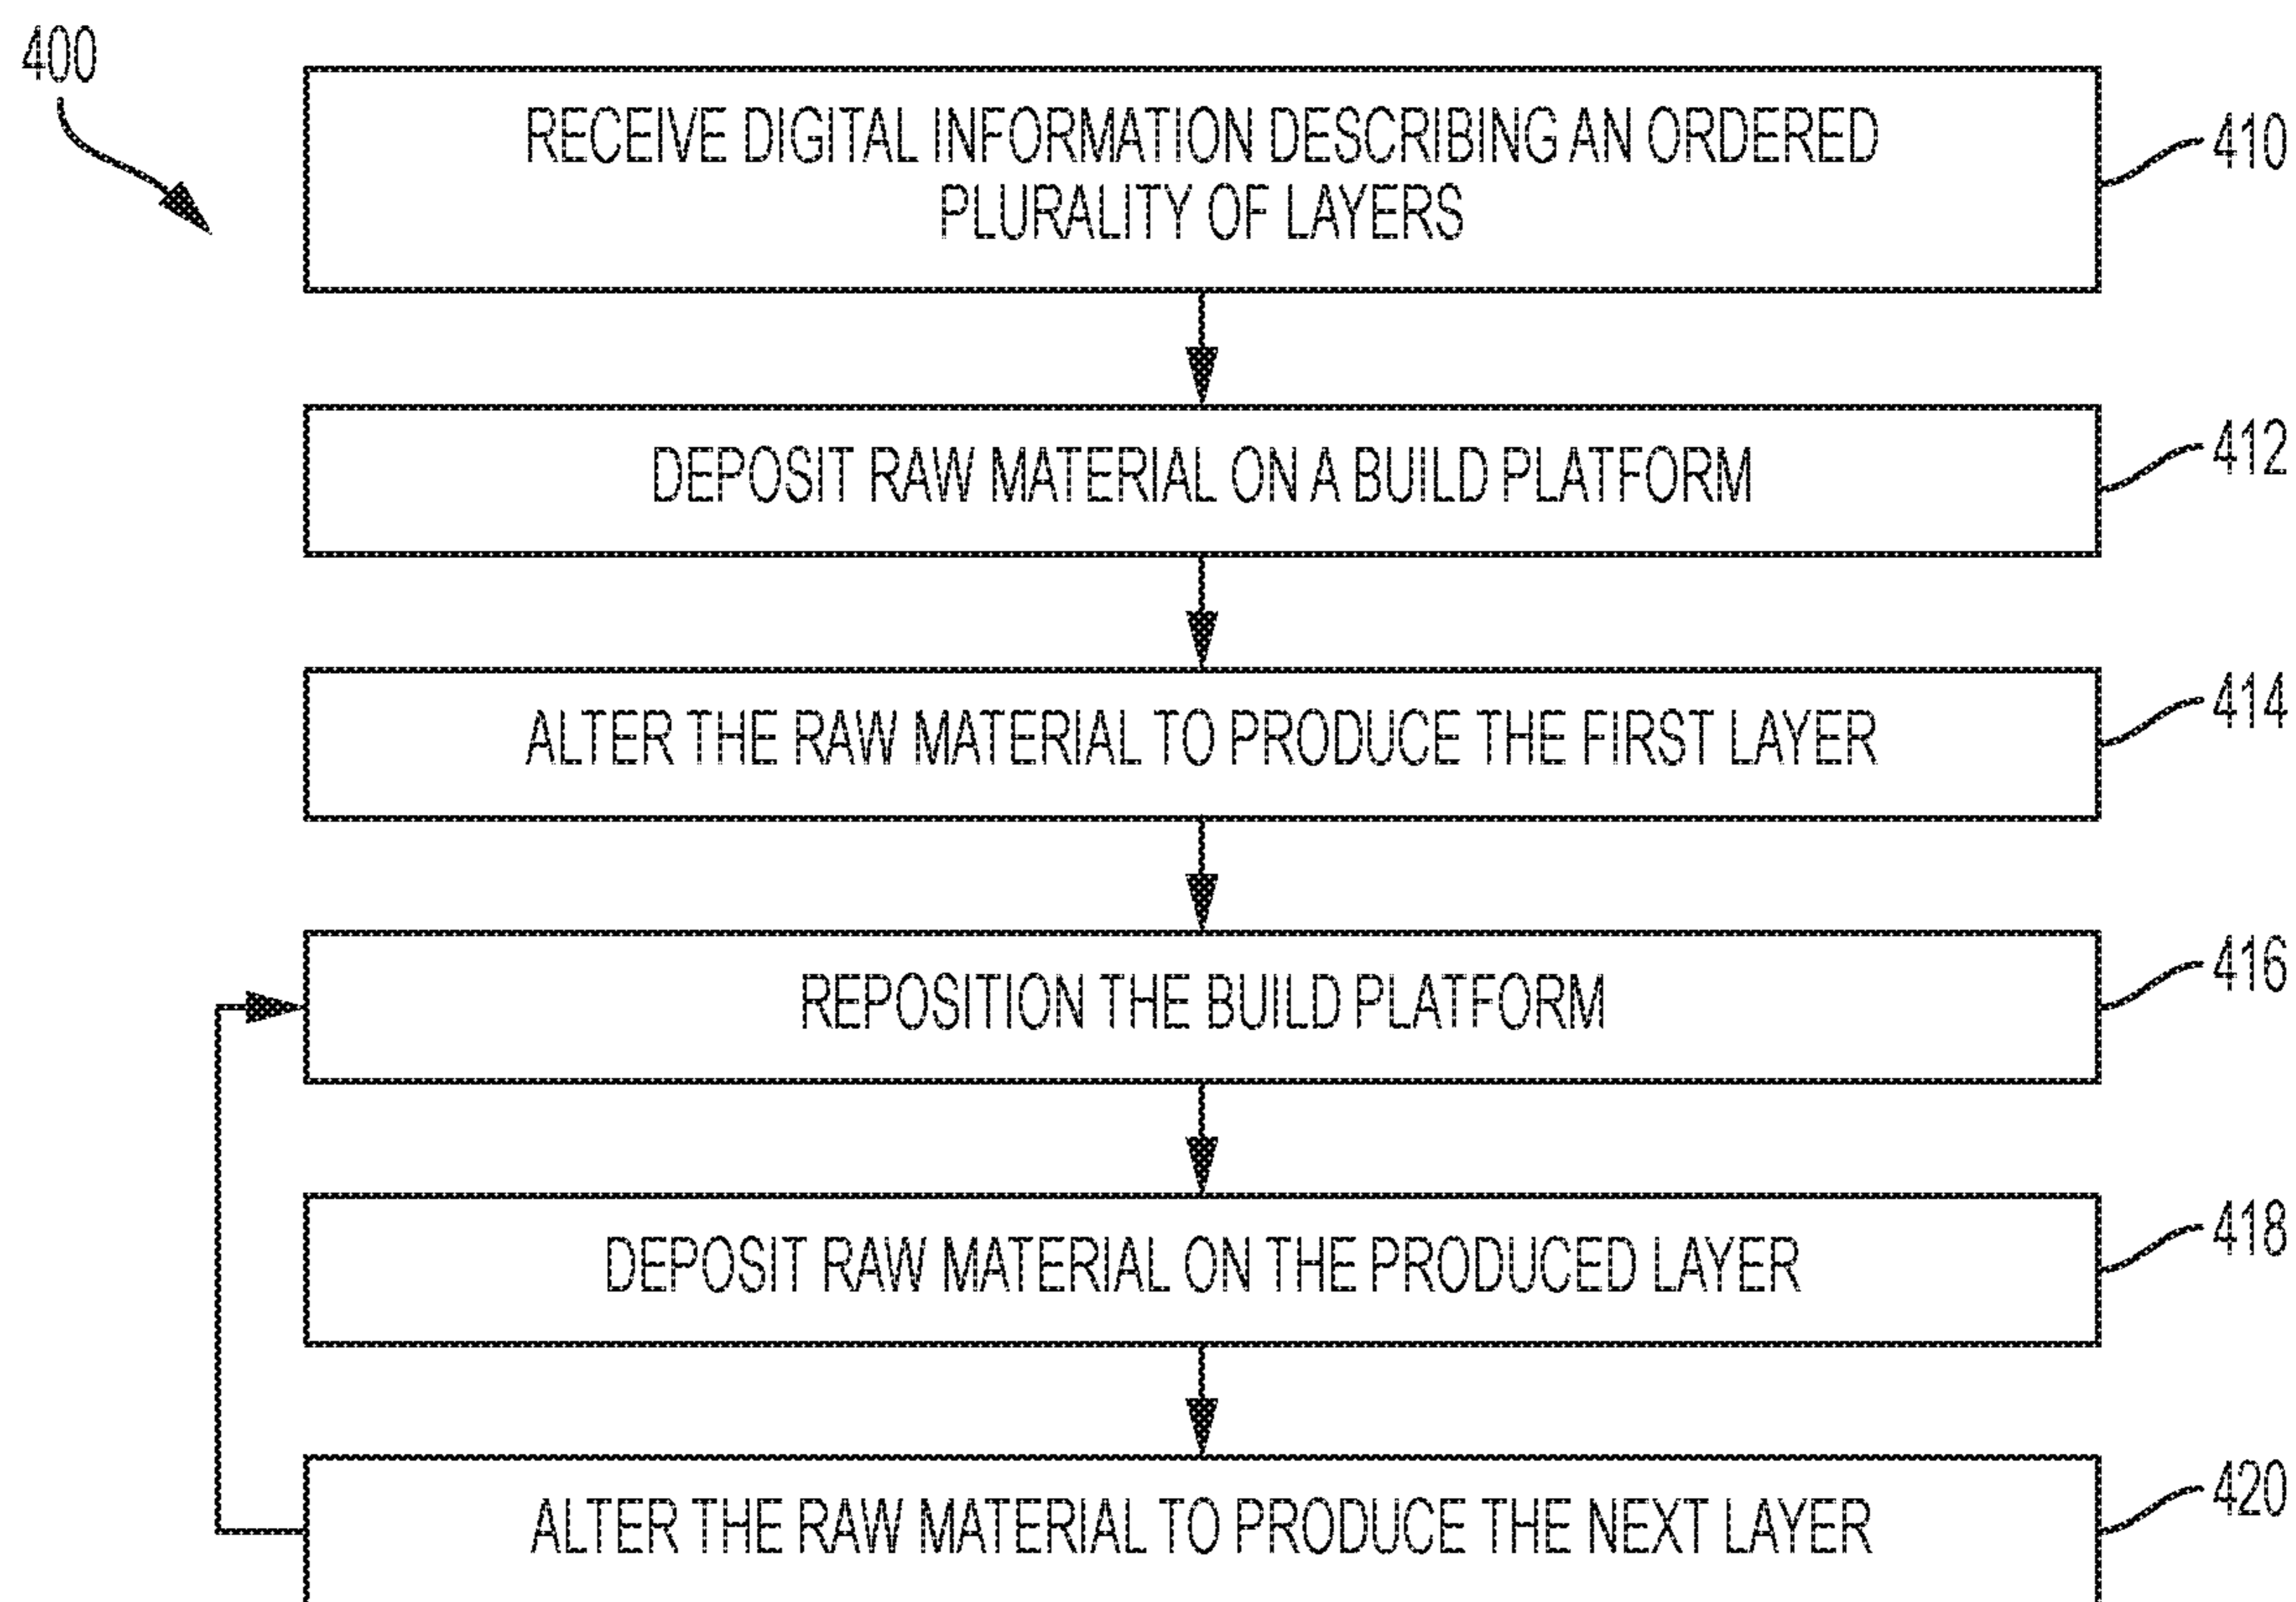 400
RECEIVE DIGITAL INFORMATION DESCRIBING AN ORDERED
PLURALITY OF LAYERS
410
DEPOSIT RAW MATERIAL ON A BUILD PLATFORM
412
ALTER THE RAW MATERIAL TO PRODUCE THE FIRST LAYER
414
REPOSITION THE BUILD PLATFORM
416
DEPOSIT RAW MATERIAL ON THE PRODUCED LAYER
418
ALTER THE RAW MATERIAL TO PRODUCE THE NEXT LAYER
420